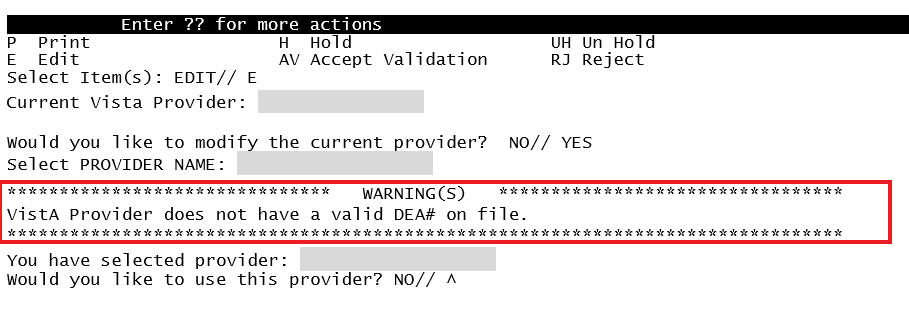 Enter ?? for more actions
P Print H Hold UH Un Hold
E Edit AV Accept Validation RJ Reject
Select Item(s): EDIT// E
Current Vista Provider:
Would you like to modify the current provider? NO// YES
Select PROVIDER NAME:
******************************* WARNING(S) *********************************
VistA Provider does not have a valid DEA# on file.
********************************************************************************
You have selected provider:
Would you like to use this provider? NO// ^